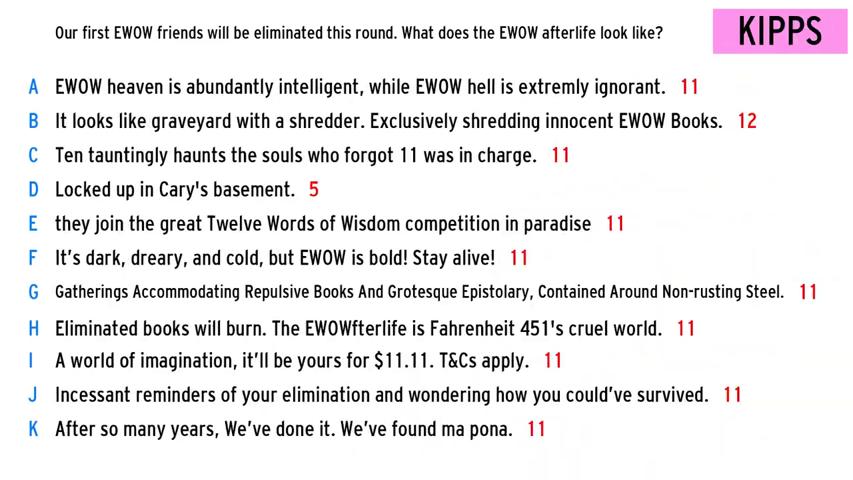 Our first EWOW friends will be eliminated this round. What does the EWOW afterlife look like?
KIPPS
A EWOW heaven is abundantly intelligent, while EWOW hell is extremly ignorant. 11
B It looks like graveyard with a shredder. Exclusively shredding innocent EWOW Books. 12
C Ten tauntingly haunts the souls who forgot 11 was in charge. 11
D Locked up in Cary's basement. 5
E they join the great Twelve Words of Wisdom competition in paradise 11
F It’s dark, dreary, and cold, but EWOW is bold! Stay alive! 11
G Gatherings Accommodating Repulsive Books And Grotesque Epistolary, Contained Around Non-rusting Steel. 11
H Eliminated books will burn. The EWOWfterlife is Fahrenheit 451's cruel world. 11
I A world of imagination, it’ll be yours for $11.11. T&Cs apply. 11
J Incessant reminders of your elimination and wondering how you could’ve survived. 11
K After so many years, We’ve done it. We’ve found ma pona. 11